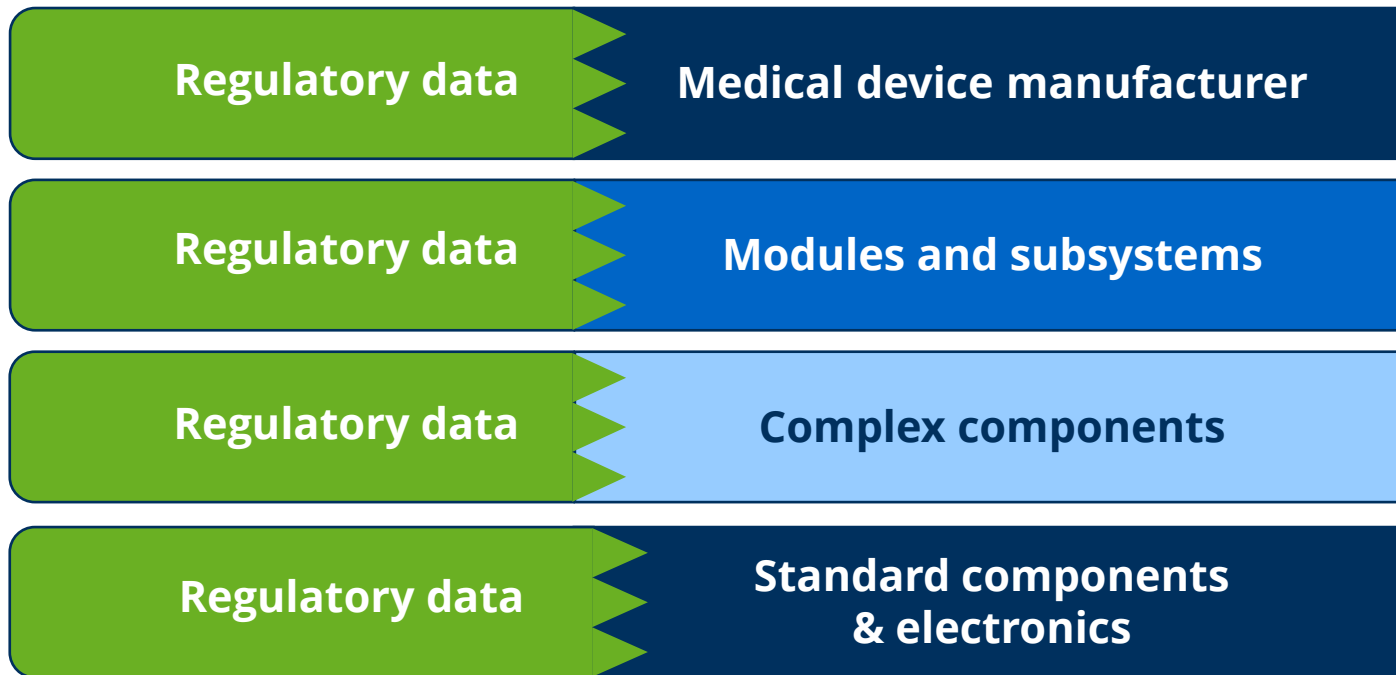 Regulatory data
Medical device manufacturer
Regulatory data
Modules and subsystems
Regulatory data
Complex components
Regulatory data
Standard components
& electronics